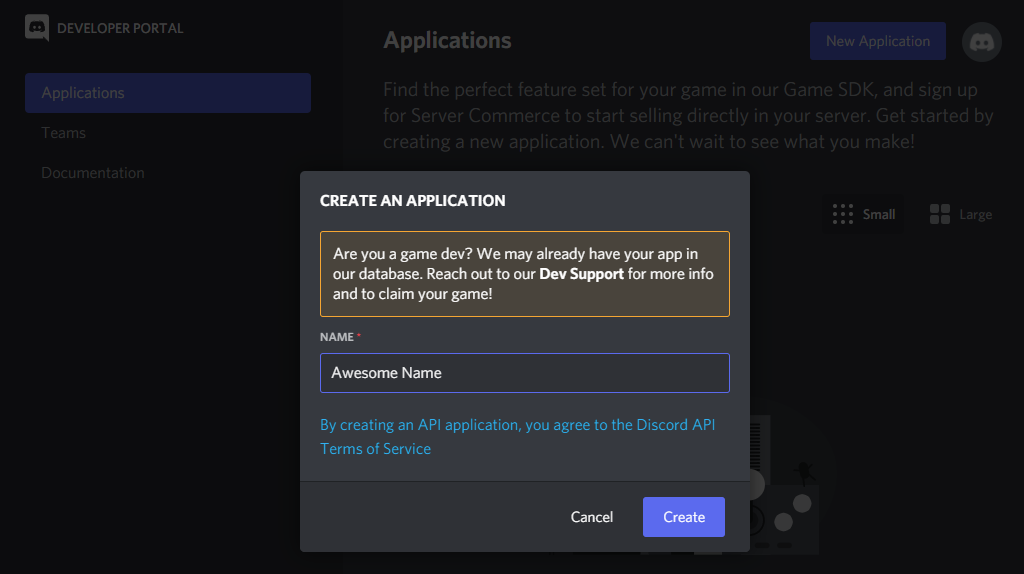 DEVELOPER PORTAL
Applications
Teams
Documentation
Applications
New Application
Find the perfect feature set for your game in our Game SDK, and sign up
for Server Commerce to start selling directly in your server. Get started by
creating a new application. We can't wait to see what you make!
Small
Large
CREATE AN APPLICATION
Are you a game dev? We may already have your app in
our database. Reach out to our Dev Support for more info
and to claim your game!
NAME *
Awesome Name
By creating an API application, you agree to the Discord API
Terms of Service
Cancel
Create